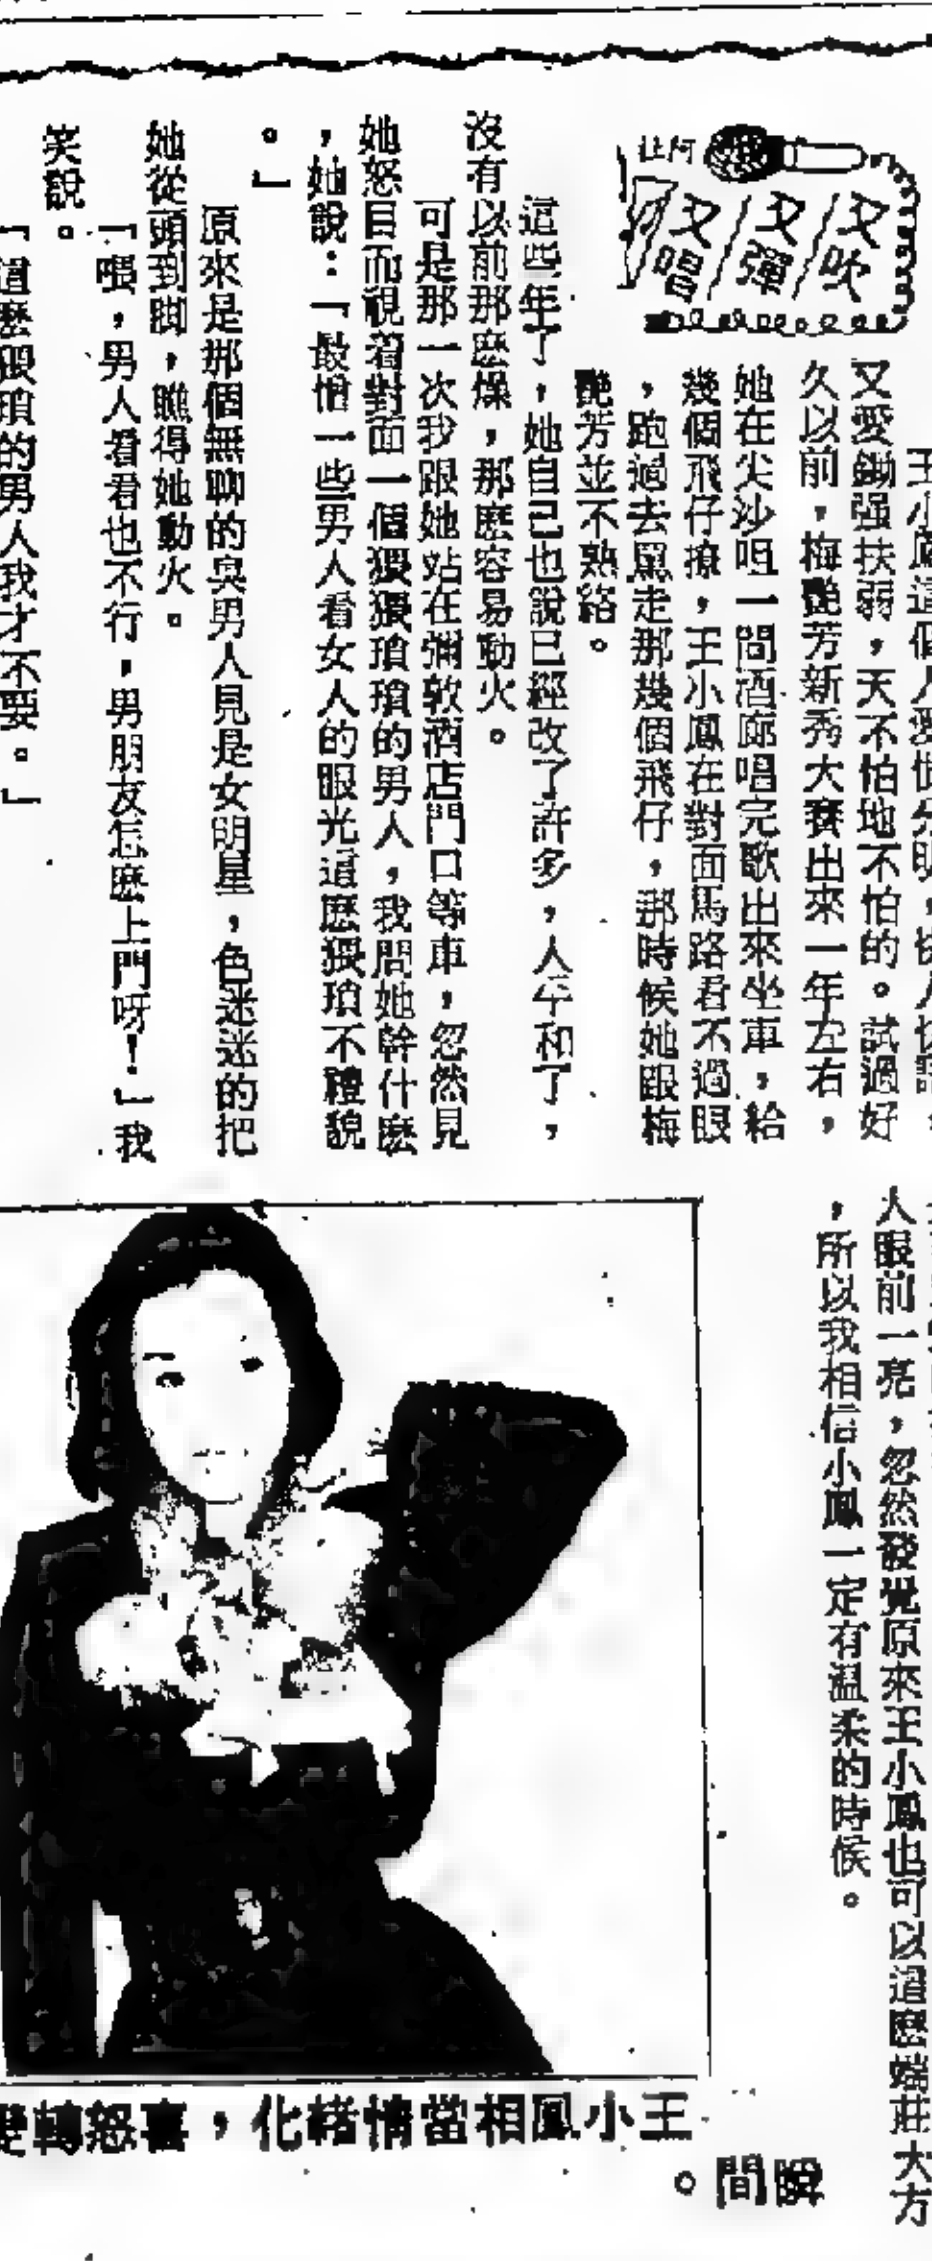 又吹
又彈
又唱
王小鳳這個人愛恨分明，
又愛鋤强扶弱，天不怕地不怕的。試過好
久以前，梅艷芳新秀大賽出來一年左右，
她在尖沙咀一間酒廊唱完歌出來坐車，給
幾個飛仔撩，王小鳳在對面馬路看不過眼
，跑過去罵走那幾個飛仔，那時候她跟梅
艷芳並不熟絡。
這些年了，她自己也說已經改了許多，人平和了，
沒有以前那麽燥，那麽容易動火。
可是那一次我跟她站在彌敦酒店門口等車，忽然見
她怒目而視着對面一個猥猥瑣瑣的男人，我問她幹什麽
，她說：「最憎一些男人看女人的眼光這麽猥瑣不禮貌
。」
原來是那個無聊的臭男人見是女明星，色迷迷的把
她從頭到脚，瞧得她動火。
「喂，男人看看也不行，男朋友怎麽上門呀！」我
笑說。
「這麽猥瑣的男人我才不要。」
人眼前一亮，忽然發覺原來王小鳳也可以這麽端莊大方
，所以我相信小鳳一定有温柔的時候。
王小鳳相當情緒化，喜怒轉變
瞬間。